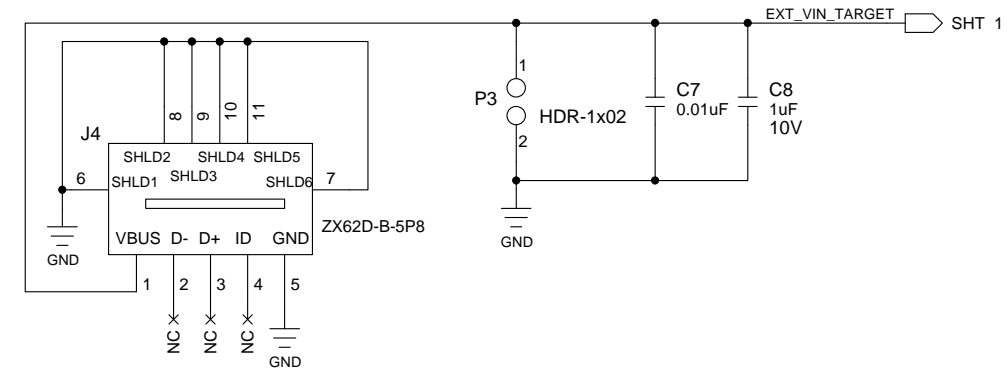 EXT_VIN_TARGET
SHT 1
1
P3
HDR-1x02
2
GND
C7
0.01uF
C8
1uF
10V
J4
8
9
10
11
SHLD2
SHLD4
SHLD5
SHLD3
6
SHLD1
SHLD6
7
GND
VBUS
D-
D+
ID
GND
ZX62D-B-5P8
1
2
3
4
5
NC
NC
NC
GND